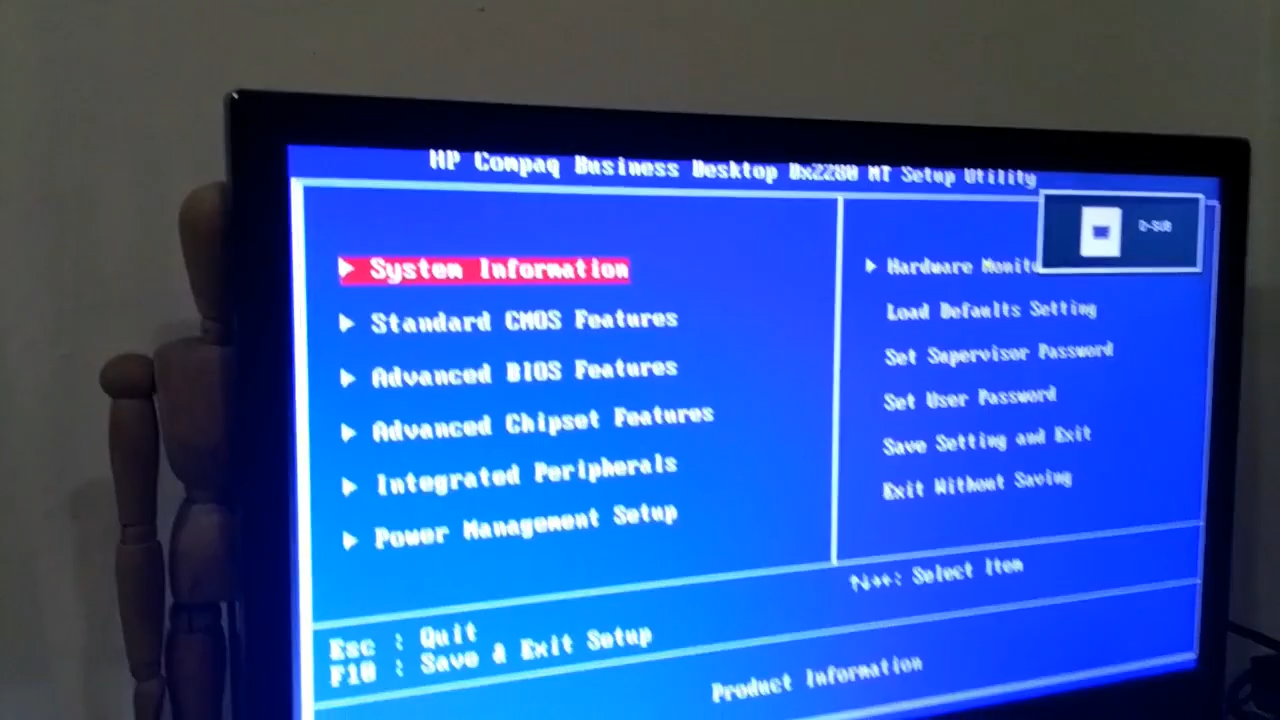 HP Compaq Business Desktop Dx2280 MT Setup Utility
D-SUB
System Information
Standard CMOS Features
Advanced BIOS Features
Advanced Chipset Features
Integrated Peripherals
Power Management Setup
Hardware Monito
Load Defaults Setting
Set Supervisor Password
Set User Password
Save Setting and Exit
Exit Without Saving
Esc : Quit
F10 : Save & Exit Setup
: Select Item
Product Information